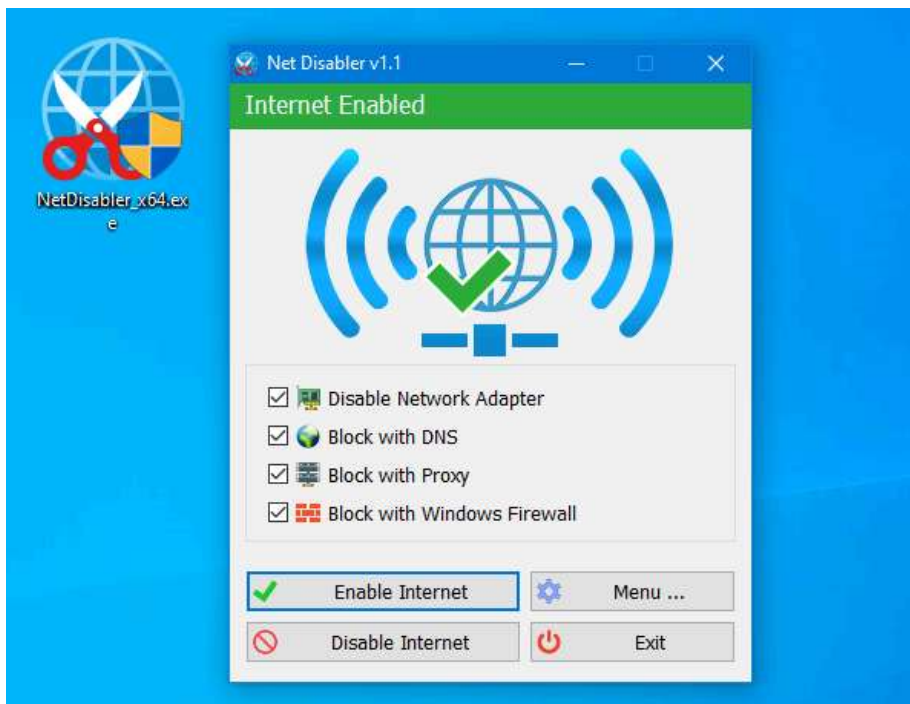 NetDisabler_x64.ex
e
Net Disabler v1.1
Internet Enabled
Disable Network Adapter
Block with DNS
Block with Proxy
Block with Windows Firewall
Enable Internet
Menu ...
Disable Internet
Exit